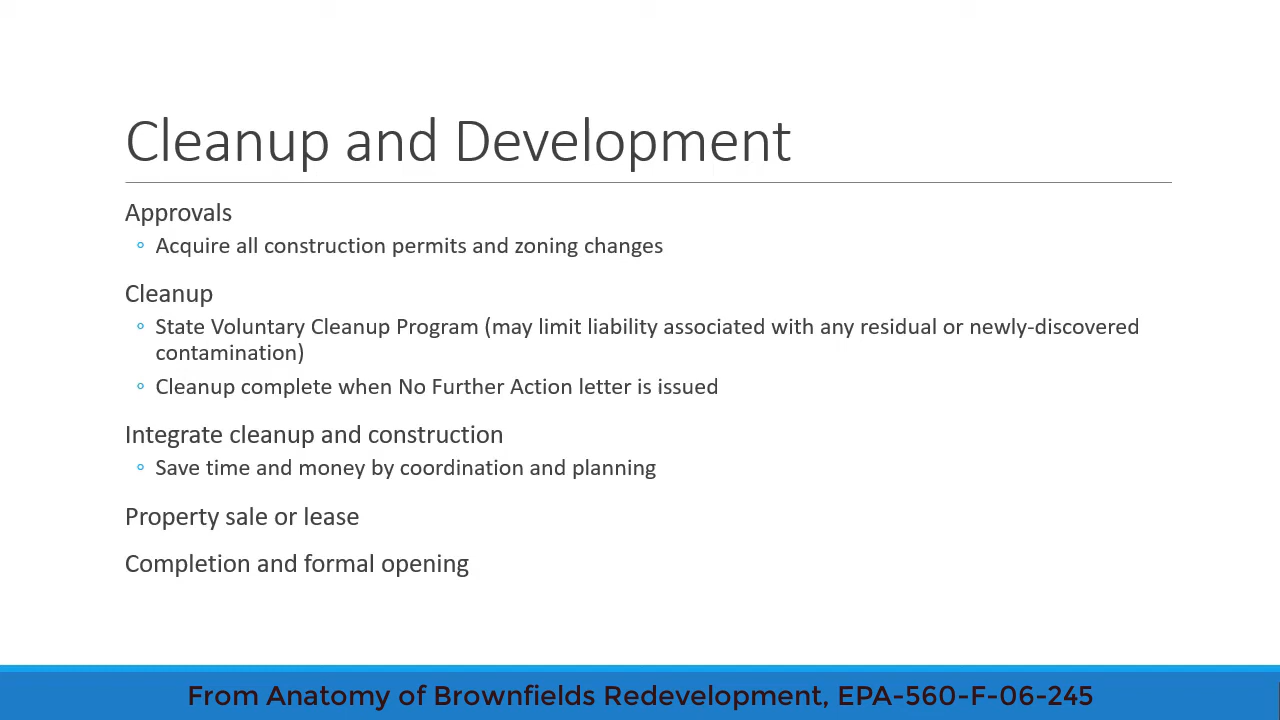 Cleanup and Development
Approvals
◦ Acquire all construction permits and zoning changes
Cleanup
◦ State Voluntary Cleanup Program (may limit liability associated with any residual or newly-discovered
contamination)
◦ Cleanup complete when No Further Action letter is issued
Integrate cleanup and construction
◦ Save time and money by coordination and planning
Property sale or lease
Completion and formal opening
From Anatomy of Brownfields Redevelopment, EPA-560-F-06-245